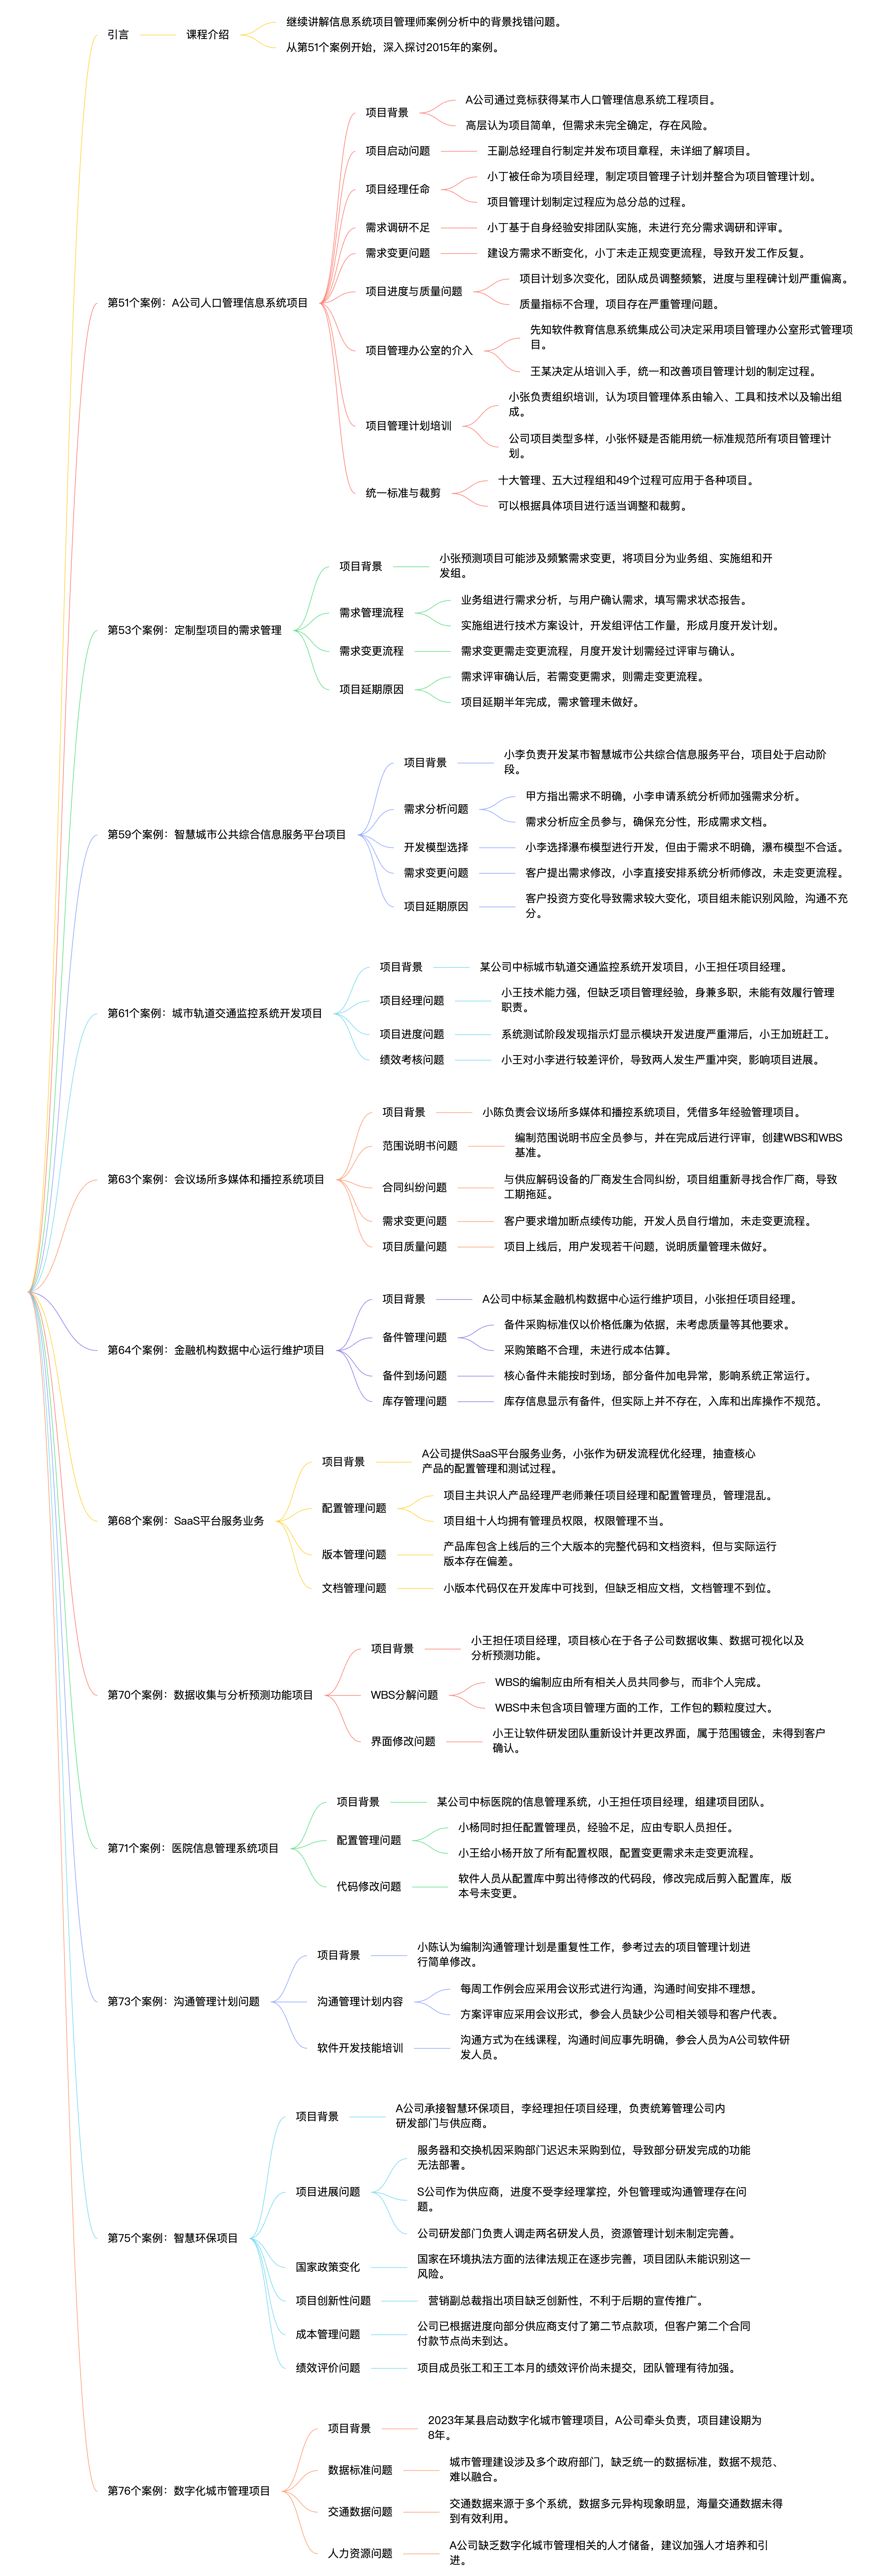 引言
课程介绍
继续讲解信息系统项目管理师案例分析中的背景找错问题。
从第51个案例开始，深入探讨2015年的案例。
第51个案例：A公司人口管理信息系统项目
项目背景
A公司通过竞标获得某市人口管理信息系统工程项目。
高层认为项目简单，但需求未完全确定，存在风险。
项目启动问题
王副总经理自行制定并发布项目章程，未详细了解项目。
项目经理任命
小丁被任命为项目经理，制定项目管理子计划并整合为项目管理计划。
项目管理计划制定过程应为总分总的过程。
需求调研不足
小丁基于自身经验安排团队实施，未进行充分需求调研和评审。
需求变更问题
建设方需求不断变化，小丁未走正规变更流程，导致开发工作反复。
项目进度与质量问题
项目计划多次变化，团队成员调整频繁，进度与里程碑计划严重偏离。
质量指标不合理，项目存在严重管理问题。
项目管理办公室的介入
先知软件教育信息系统集成公司决定采用项目管理办公室形式管理项
目。
王某决定从培训入手，统一和改善项目管理计划的制定过程。
项目管理计划培训
小张负责组织培训，认为项目管理体系由输入、工具和技术以及输出组
成。
公司项目类型多样，小张怀疑是否能用统一标准规范所有项目管理计
划。
统一标准与裁剪
十大管理、五大过程组和49个过程可应用于各种项目。
可以根据具体项目进行适当调整和裁剪。
第53个案例：定制型项目的需求管理
项目背景
小张预测项目可能涉及频繁需求变更，将项目分为业务组、实施组和开
发组。
需求管理流程
业务组进行需求分析，与用户确认需求，填写需求状态报告。
实施组进行技术方案设计，开发组评估工作量，形成月度开发计划。
需求变更流程
需求变更需走变更流程，月度开发计划需经过评审与确认。
项目延期原因
需求评审确认后，若需变更需求，则需走变更流程。
项目延期半年完成，需求管理未做好。
第59个案例：智慧城市公共综合信息服务平台项目
项目背景
小李负责开发某市智慧城市公共综合信息服务平台，项目处于启动阶
段。
需求分析问题
甲方指出需求不明确，小李申请系统分析师加强需求分析。
需求分析应全员参与，确保充分性，形成需求文档。
开发模型选择
小李选择瀑布模型进行开发，但由于需求不明确，瀑布模型不合适。
需求变更问题
客户提出需求修改，小李直接安排系统分析师修改，未走变更流程。
项目延期原因
客户投资方变化导致需求较大变化，项目组未能识别风险，沟通不充
分。
第61个案例：城市轨道交通监控系统开发项目
项目背景
某公司中标城市轨道交通监控系统开发项目，小王担任项目经理。
项目经理问题
小王技术能力强，但缺乏项目管理经验，身兼多职，未能有效履行管理
职责。
项目进度问题
系统测试阶段发现指示灯显示模块开发进度严重滞后，小王加班赶工。
绩效考核问题
小王对小李进行较差评价，导致两人发生严重冲突，影响项目进展。
第63个案例：会议场所多媒体和播控系统项目
项目背景
小陈负责会议场所多媒体和播控系统项目，凭借多年经验管理项目。
范围说明书问题
编制范围说明书应全员参与，并在完成后进行评审，创建WBS和WBS
基准。
合同纠纷问题
与供应解码设备的厂商发生合同纠纷，项目组重新寻找合作厂商，导致
工期拖延。
需求变更问题
客户要求增加断点续传功能，开发人员自行增加，未走变更流程。
项目质量问题
项目上线后，用户发现若干问题，说明质量管理未做好。
第64个案例：金融机构数据中心运行维护项目
项目背景
A公司中标某金融机构数据中心运行维护项目，小张担任项目经理。
备件管理问题
备件采购标准仅以价格低廉为依据，未考虑质量等其他要求。
采购策略不合理，未进行成本估算。
备件到场问题
核心备件未能按时到场，部分备件加电异常，影响系统正常运行。
库存管理问题
库存信息显示有备件，但实际上并不存在，入库和出库操作不规范。
第68个案例：SaaS平台服务业务
项目背景
A公司提供SaaS平台服务业务，小张作为研发流程优化经理，抽查核心
产品的配置管理和测试过程。
配置管理问题
项目主共识人产品经理严老师兼任项目经理和配置管理员，管理混乱。
项目组十人均拥有管理员权限，权限管理不当。
版本管理问题
产品库包含上线后的三个大版本的完整代码和文档资料，但与实际运行
版本存在偏差。
文档管理问题
小版本代码仅在开发库中可找到，但缺乏相应文档，文档管理不到位。
第70个案例：数据收集与分析预测功能项目
项目背景
小王担任项目经理，项目核心在于各子公司数据收集、数据可视化以及
分析预测功能。
WBS分解问题
WBS的编制应由所有相关人员共同参与，而非个人完成。
WBS中未包含项目管理方面的工作，工作包的颗粒度过大。
界面修改问题
小王让软件研发团队重新设计并更改界面，属于范围镀金，未得到客户
确认。
第71个案例：医院信息管理系统项目
项目背景
某公司中标医院的信息管理系统，小王担任项目经理，组建项目团队。
配置管理问题
小杨同时担任配置管理员，经验不足，应由专职人员担任。
小王给小杨开放了所有配置权限，配置变更需求未走变更流程。
代码修改问题
软件人员从配置库中剪出待修改的代码段，修改完成后剪入配置库，版
本号未变更。
第73个案例：沟通管理计划问题
项目背景
小陈认为编制沟通管理计划是重复性工作，参考过去的项目管理计划进
行简单修改。
沟通管理计划内容
每周工作例会应采用会议形式进行沟通，沟通时间安排不理想。
方案评审应采用会议形式，参会人员缺少公司相关领导和客户代表。
软件开发技能培训
沟通方式为在线课程，沟通时间应事先明确，参会人员为A公司软件研
发人员。
第75个案例：智慧环保项目
项目背景
A公司承接智慧环保项目，李经理担任项目经理，负责统筹管理公司内
研发部门与供应商。
项目进展问题
服务器和交换机因采购部门迟迟未采购到位，导致部分研发完成的功能
无法部署。
S公司作为供应商，进度不受李经理掌控，外包管理或沟通管理存在问
题。
公司研发部门负责人调走两名研发人员，资源管理计划未制定完善。
国家政策变化
国家在环境执法方面的法律法规正在逐步完善，项目团队未能识别这一
风险。
项目创新性问题
营销副总裁指出项目缺乏创新性，不利于后期的宣传推广。
成本管理问题
公司已根据进度向部分供应商支付了第二节点款项，但客户第二个合同
付款节点尚未到达。
绩效评价问题
项目成员张工和王工本月的绩效评价尚未提交，团队管理有待加强。
第76个案例：数字化城市管理项目
项目背景
2023年某县启动数字化城市管理项目，A公司牵头负责，项目建设期为
8年。
数据标准问题
城市管理建设涉及多个政府部门，缺乏统一的数据标准，数据不规范、
难以融合。
交通数据问题
交通数据来源于多个系统，数据多元异构现象明显，海量交通数据未得
到有效利用。
人力资源问题
A公司缺乏数字化城市管理相关的人才储备，建议加强人才培养和引
进。